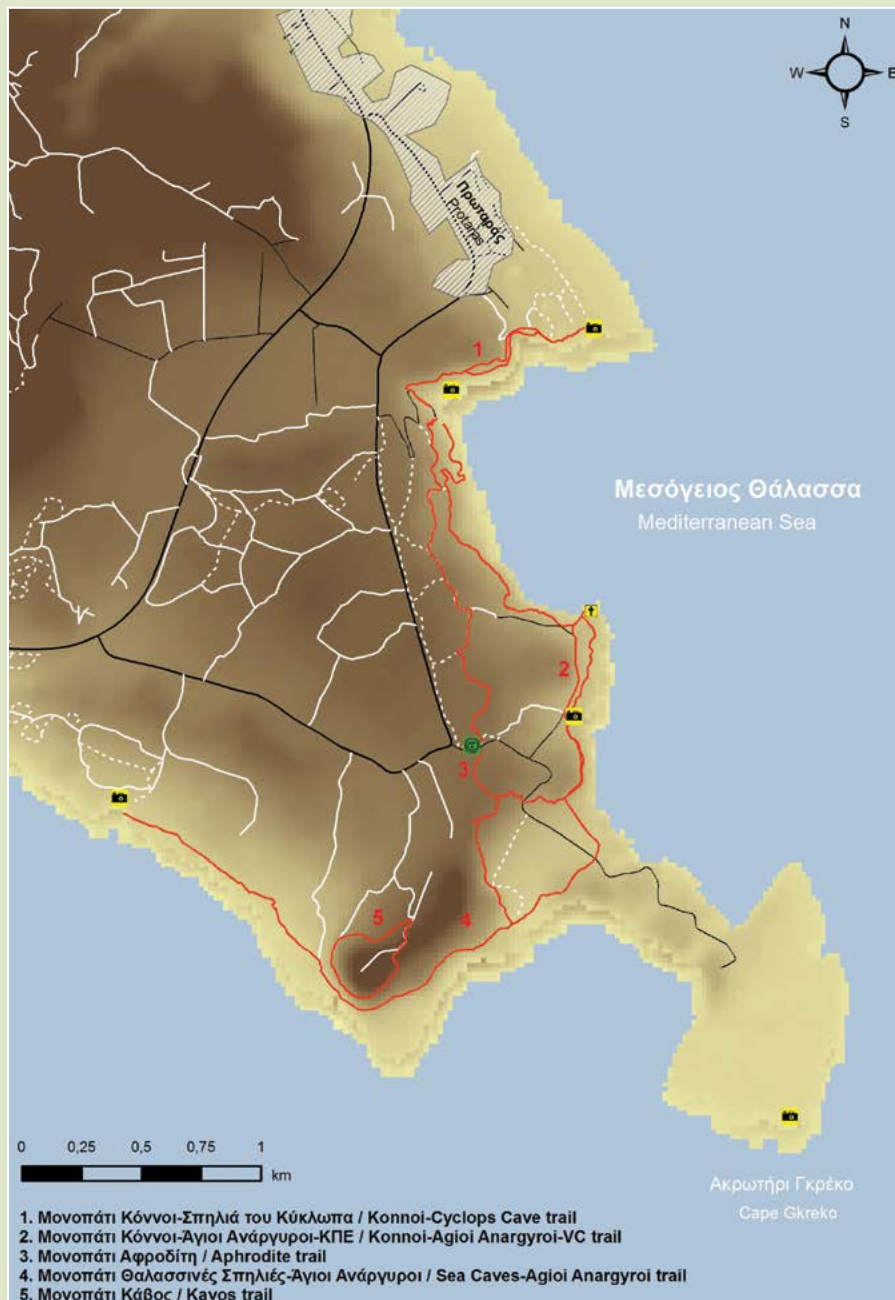 N
W E
S
Πρωταράς
Protaras
1
Μεσόγειος Θάλασσα
Mediterranean Sea
2
3
5
4
0 0,25 0,5 0,75 1
km
Ακρωτήρι Γκρέκο
Cape Gkreko
1. Μονοπάτι Κόννοι-Σπηλιά του Κύκλωπα / Konnoi-Cyclops Cave trail
2. Μονοπάτι Κόννοι-Άγιοι Ανάργυροι-ΚΠΕ / Konnoi-Agioi Anargyroi-VC trail
3. Μονοπάτι Αφροδίτη / Aphrodite trail
4. Μονοπάτι Θαλασσινές Σπηλιές-Άγιοι Ανάργυροι / Sea Caves-Agioi Anargyroi trail
5. Μονοπάτι Κάβος / Kavos trail